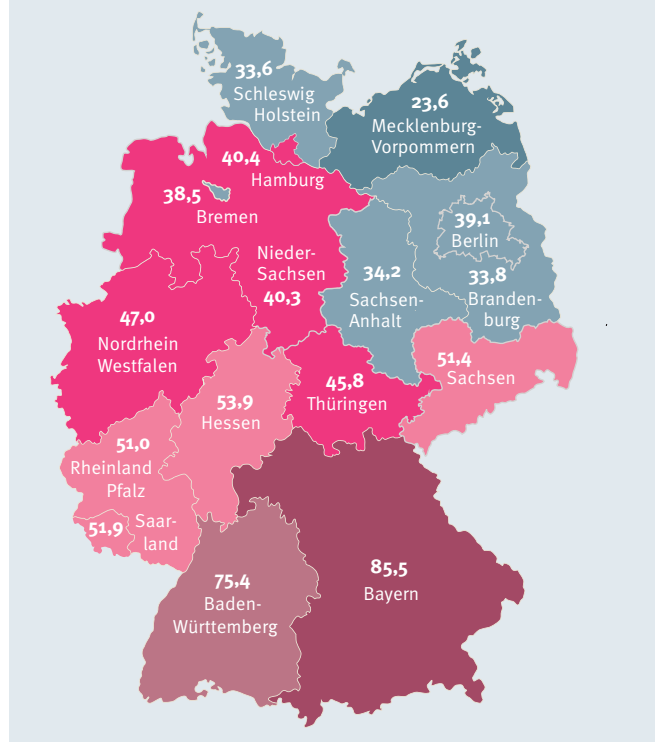 33,6
Schleswig
Holstein
23,6
Mecklenburg-
Vorpommern
40,4
Hamburg
38,5
Bremen
39,1
Berlin
Nieder-
Sachsen
40,3
34,2
Sachsen-
Anhalt
33,8
Branden-
burg
47,0
Nordrhein
Westfalen
51,4
Sachsen
45,8
Thüringen
53,9
Hessen
51,0
Rheinland
Pfalz
51,9
Saar-
land
75,4
Baden-
Württemberg
85,5
Bayern